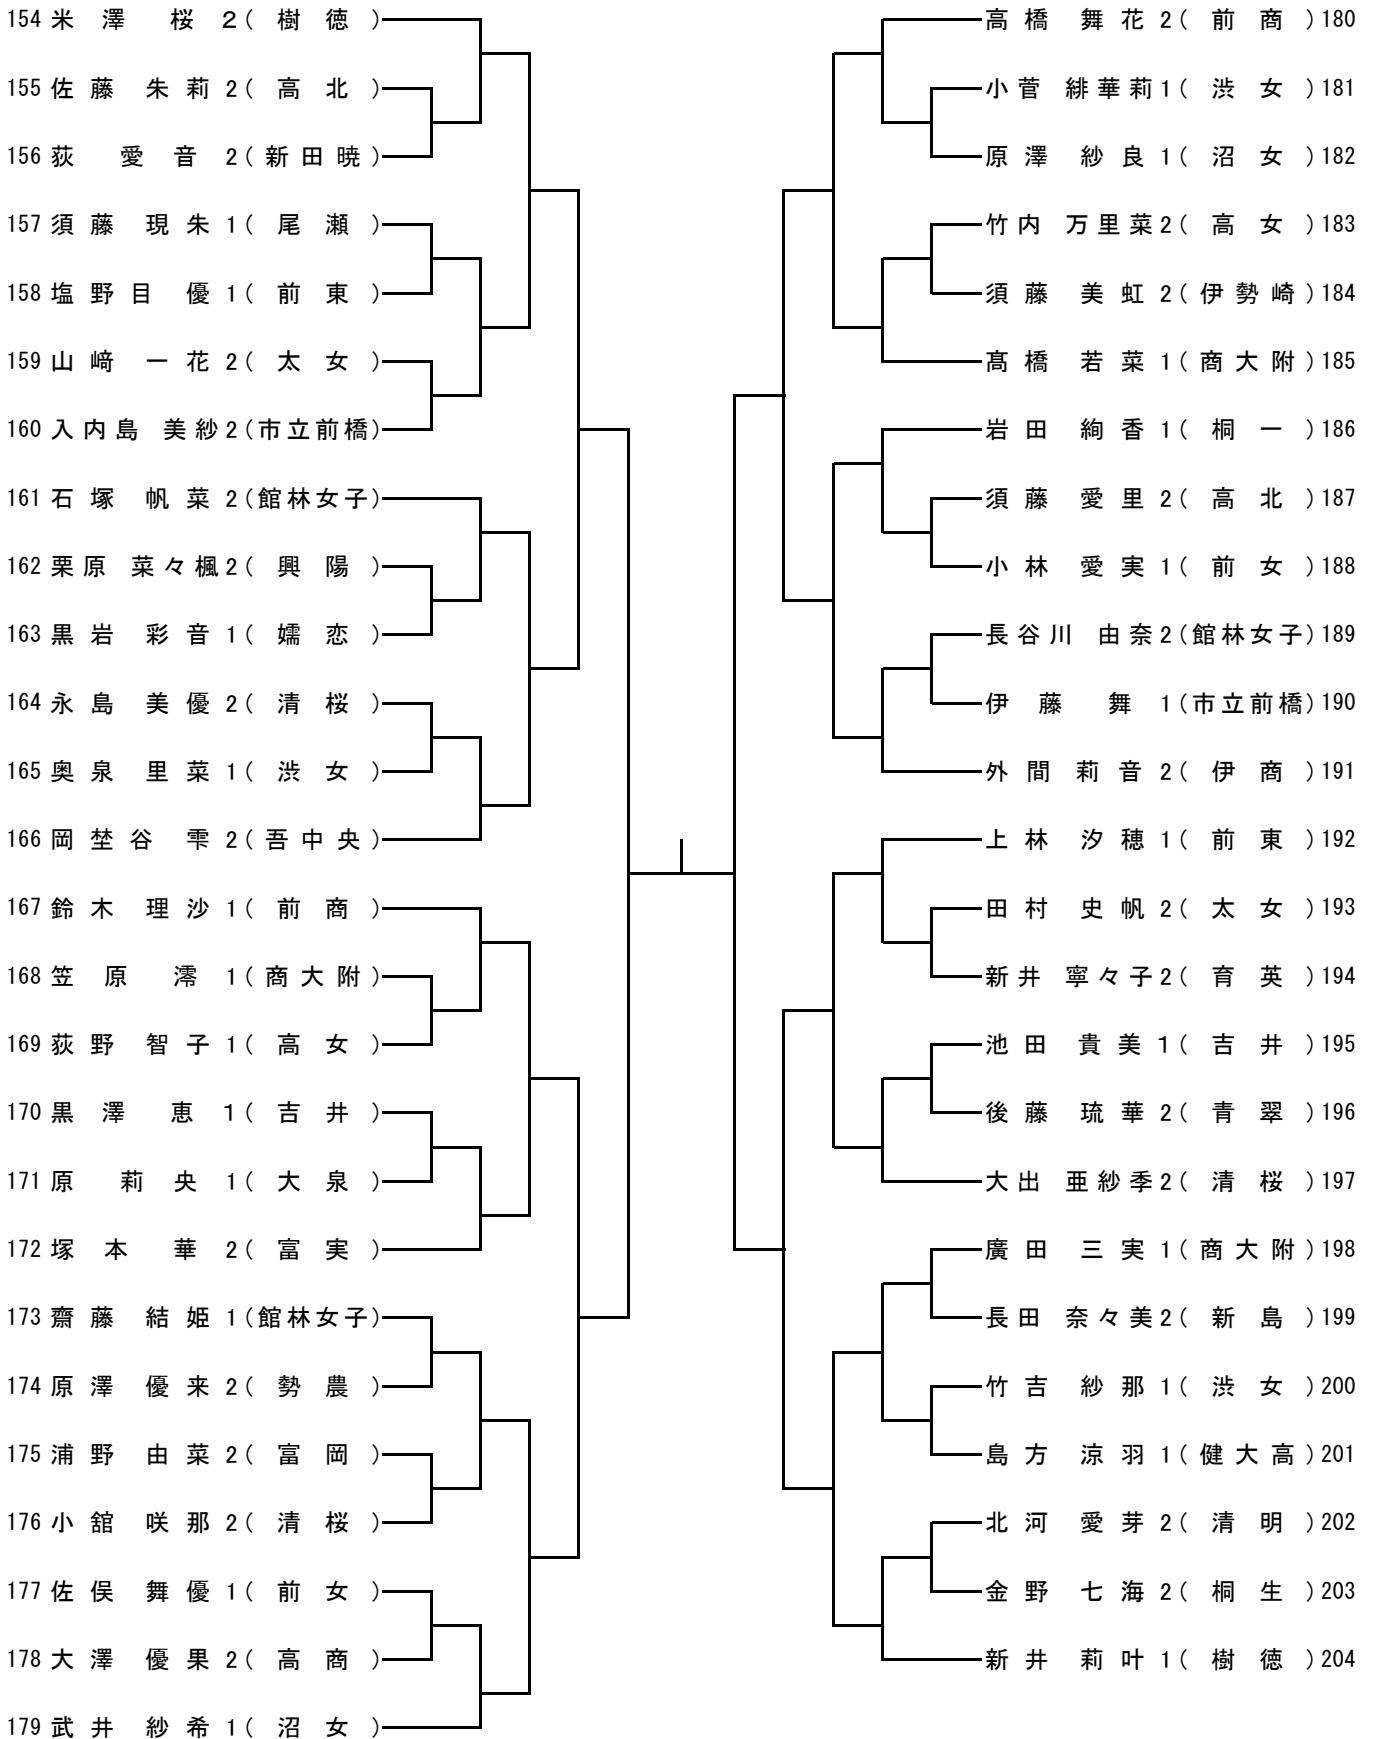 154 米澤 桜 2(樹徳)
155 佐藤 朱莉 2(高北)
156 荻 愛音 2(新田暁)
157 須藤 現朱 1(尾瀬)
158 塩野目 優 1(前東)
159 山﨑 一花 2(太女)
160 入内島 美紗 2(市立前橋)
161 石塚 帆菜 2(館林女子)
162 栗原 菜々楓 2(興陽)
163 黒岩 彩音 1(嬬恋)
164 永島 美優 2(清桜)
165 奥泉 里菜 1(渋女)
166 岡埜谷 雫 2(吾中央)
167 鈴木 理沙 1(前商)
168 笠原 澪 1(商大附)
169 荻野 智子 1(高女)
170 黒澤 恵 1(吉井)
171 原 莉央 1(大泉)
172 塚本 華 2(富実)
173 齋藤 結姫 1(館林女子)
174 原澤 優来 2(勢農)
175 浦野 由菜 2(富岡)
176 小舘 咲那 2(清桜)
177 佐俣 舞優 1(前女)
178 大澤 優果 2(高商)
179 武井 紗希 1(沼女)
高橋 舞花 2(前商)180
小菅 緋華莉 1(渋女)181
原澤 紗良 1(沼女)182
竹内 万里菜 2(高女)183
須藤 美虹 2(伊勢崎)184
髙橋 若菜 1(商大附)185
岩田 絢香 1(桐一)186
須藤 愛里 2(高北)187
小林 愛実 1(前女)188
長谷川 由奈 2(館林女子)189
伊藤 舞 1(市立前橋)190
外間 莉音 2(伊商)191
上林 汐穂 1(前東)192
田村 史帆 2(太女)193
新井 寧々子 2(育英)194
池田 貴美 1(吉井)195
後藤 琉華 2(青翠)196
大出 亜紗季 2(清桜)197
廣田 三実 1(商大附)198
長田 奈々美 2(新島)199
竹吉 紗那 1(渋女)200
島方 涼羽 1(健大高)201
北河 愛芽 2(清明)202
金野 七海 2(桐生)203
新井 莉叶 1(樹徳)204